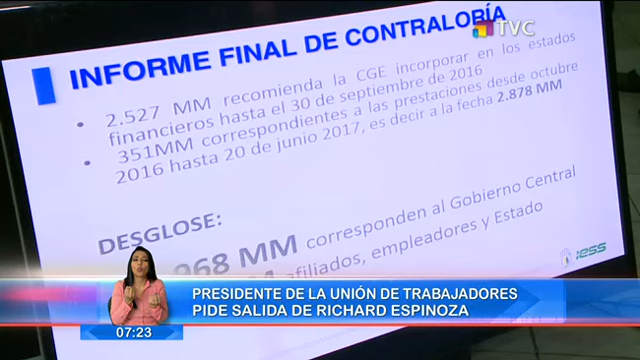 TVC
INFORME FINAL DE CONTRALORÍA
• 2.527 MM recomienda la CGE incorporar en los estados
financieros hasta el 30 de septiembre de 2016
• 351MM correspondientes a las prestaciones desde octubre
2016 hasta 20 de junio 2017, es decir a la fecha 2.878 MM
DESGLOSE:
968 MM corresponden al Gobierno Central
afiliados, empleadores y Estado
IESS
PRESIDENTE DE LA UNIÓN DE TRABAJADORES
PIDE SALIDA DE RICHARD ESPINOZA
07:23